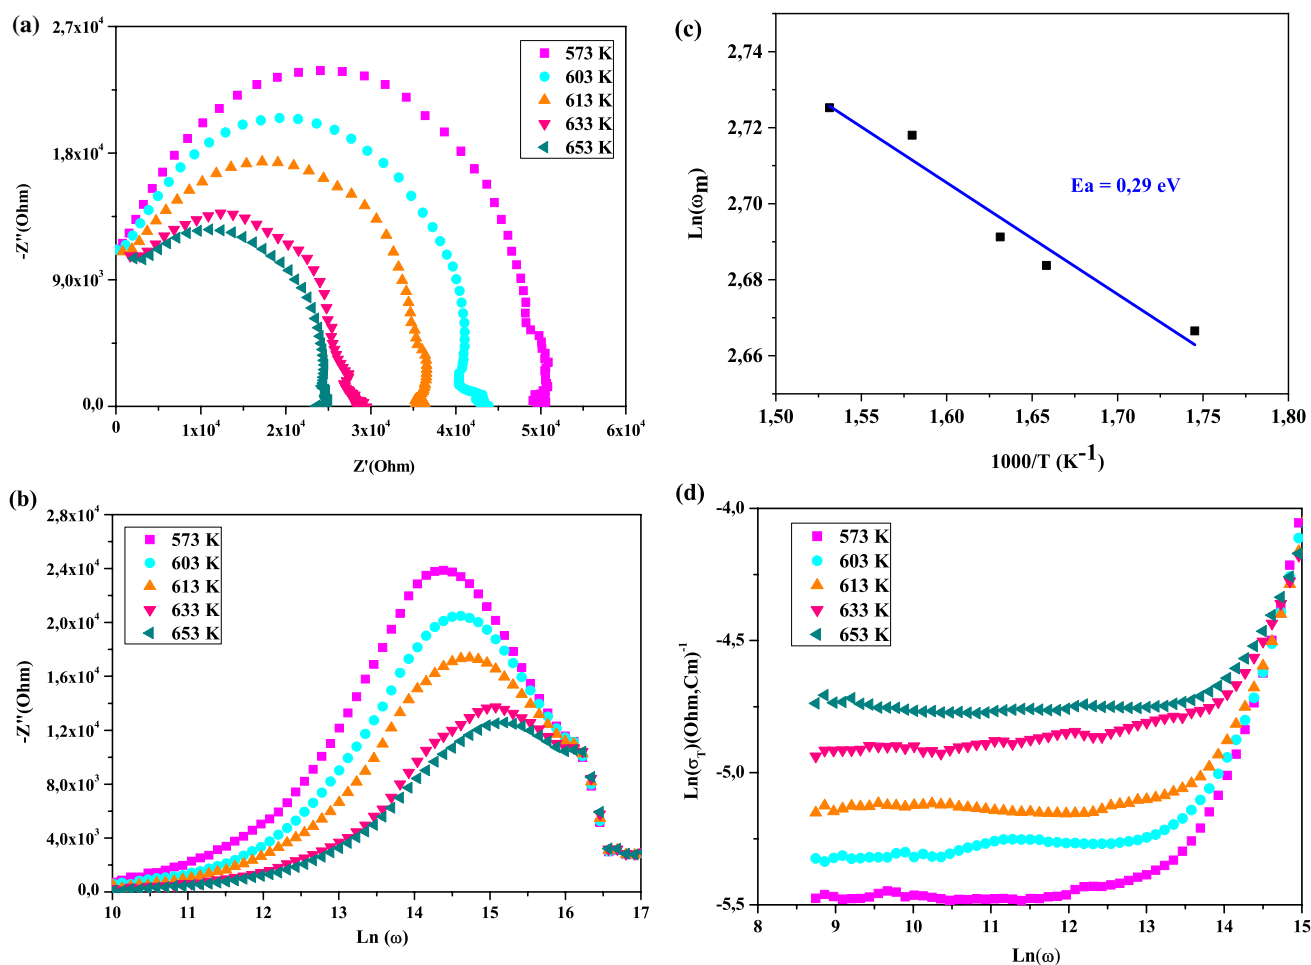 (a)
2,7x10⁴
1,8x10⁴
9,0x10³
0,0
-Z''(Ohm)
573 K
603 K
613 K
633 K
653 K
0
1x10⁴
2x10⁴
3x10⁴
4x10⁴
5x10⁴
6x10⁴
Z'(Ohm)
(c)
2,74
2,72
2,70
2,68
2,66
Ln(ωm)
Ea = 0,29 eV
1,50
1,55
1,60
1,65
1,70
1,75
1,80
1000/T (K⁻¹)
(b)
2,8x10⁴
2,4x10⁴
2,0x10⁴
1,6x10⁴
1,2x10⁴
8,0x10³
4,0x10³
0,0
-Z''(Ohm)
573 K
603 K
613 K
633 K
653 K
10
11
12
13
14
15
16
17
Ln (ω)
(d)
-4,0
-4,5
-5,0
-5,5
Ln(σT)(Ohm,Cm)⁻¹
573 K
603 K
613 K
633 K
653 K
8
9
10
11
12
13
14
15
Ln(ω)